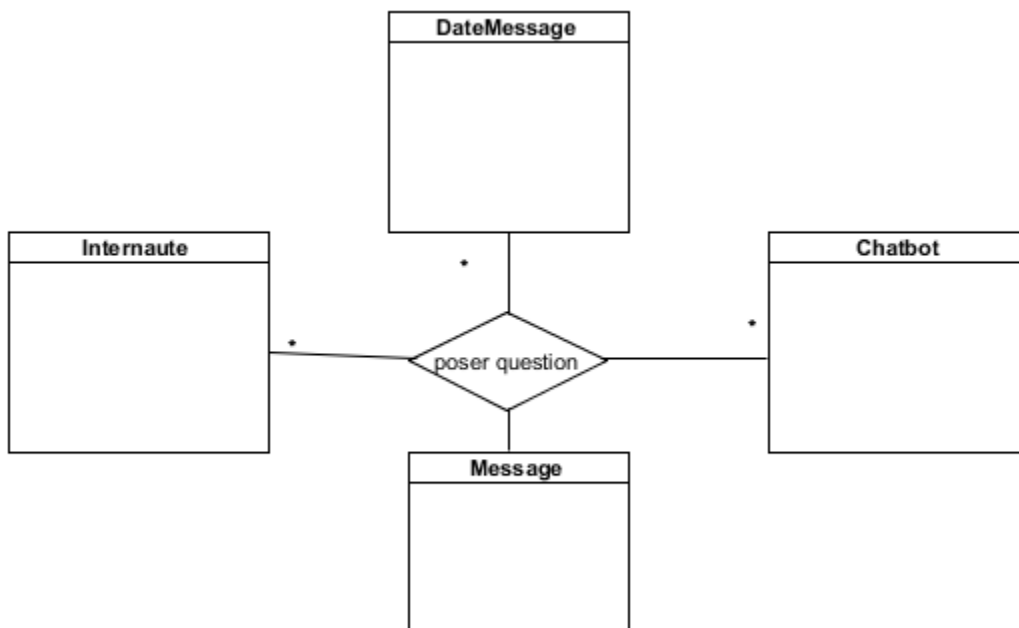 DateMessage
Internaute
Chatbot
*
*
*
poser question
Message